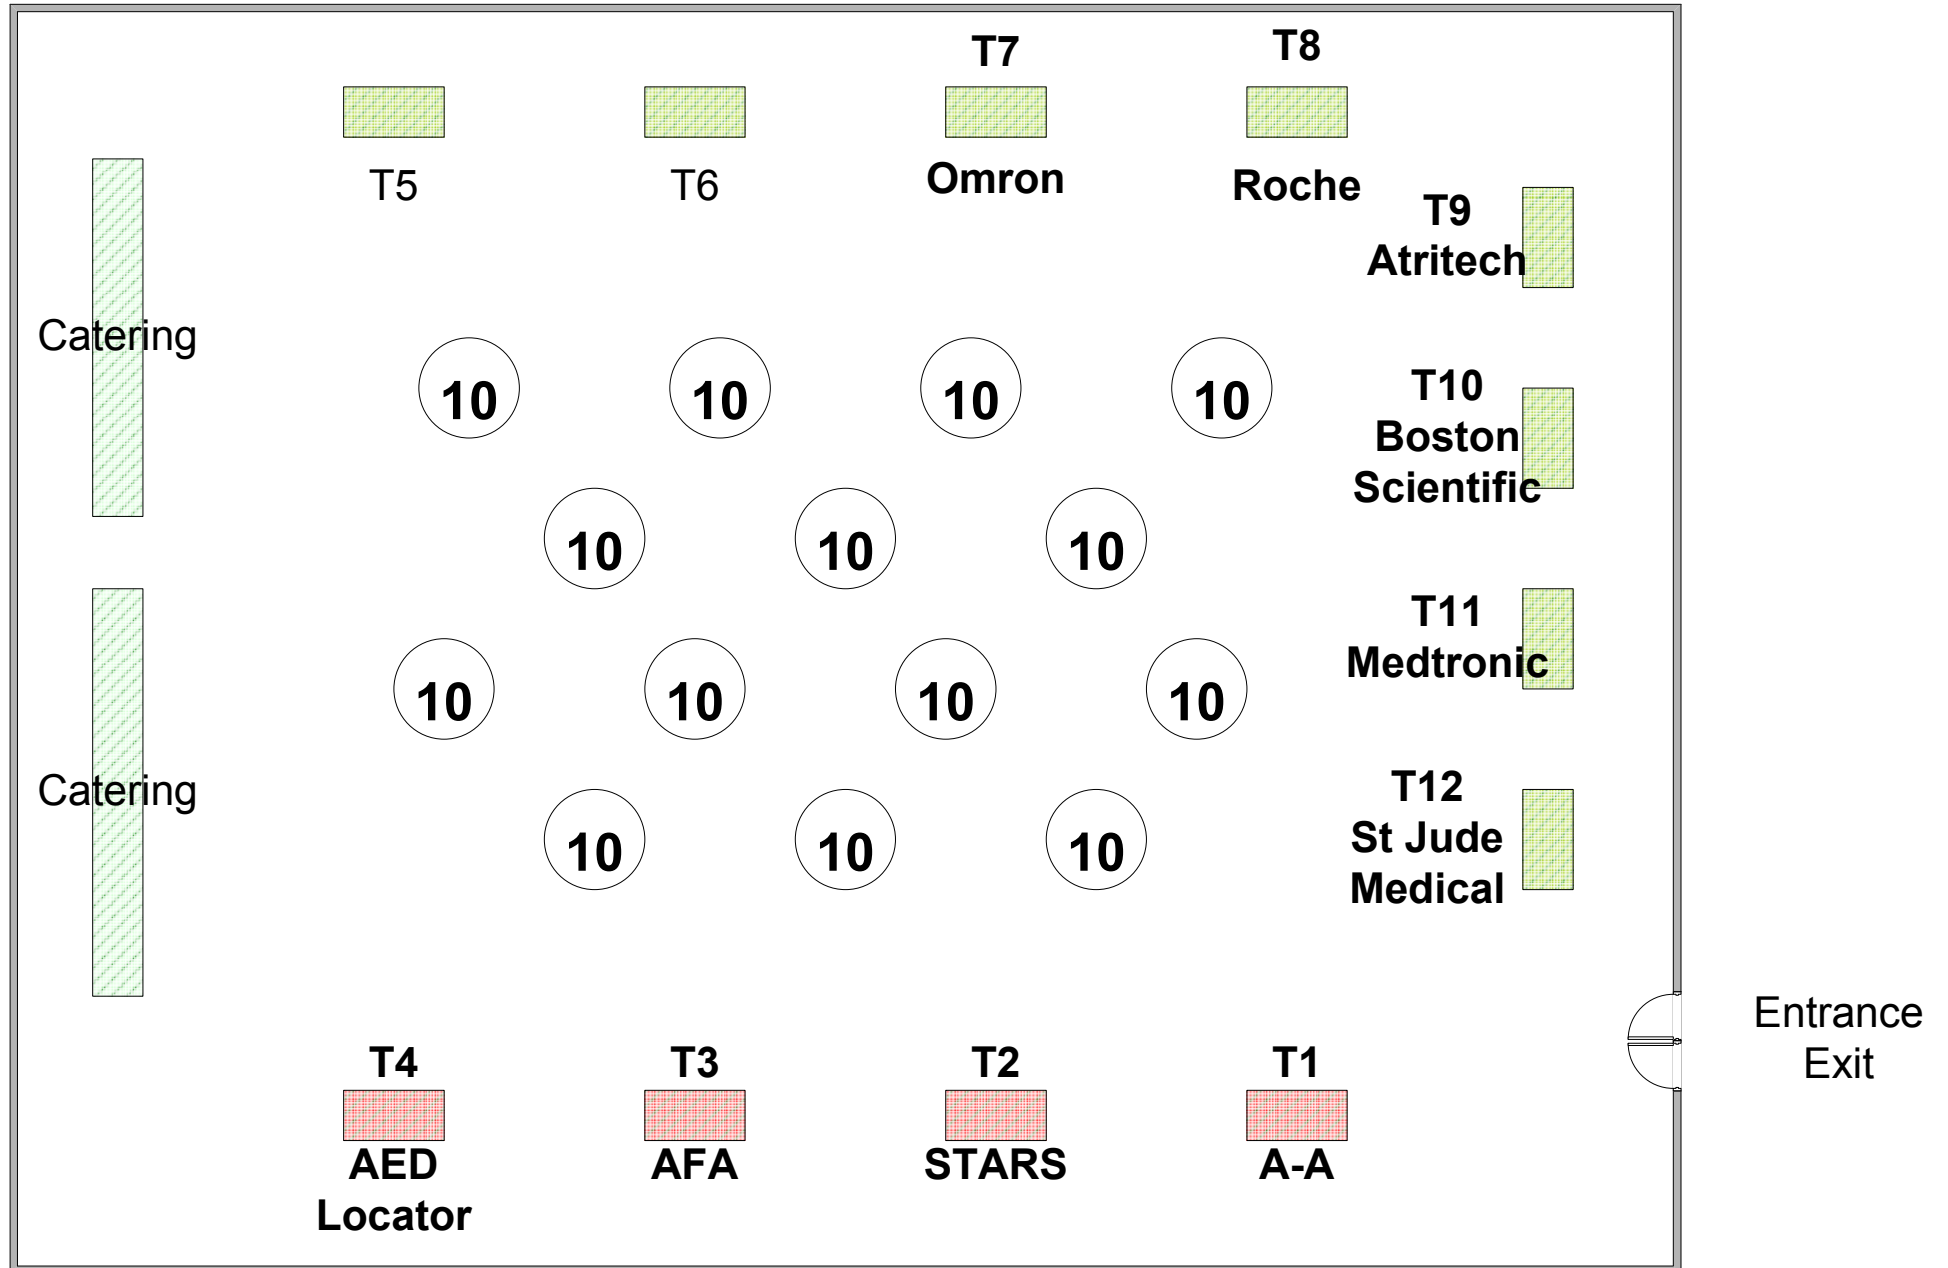 T7
T8
T5
T6
Omron
Roche
T9
Atritech
Catering
10 10 10 10
T10
Boston
Scientific
10 10 10
T11
Medtronic
10 10 10 10
Catering
T12
St Jude
Medical
10 10 10
Entrance
Exit
T4
T3
T2
T1
AED
Locator
AFA
STARS
A-A